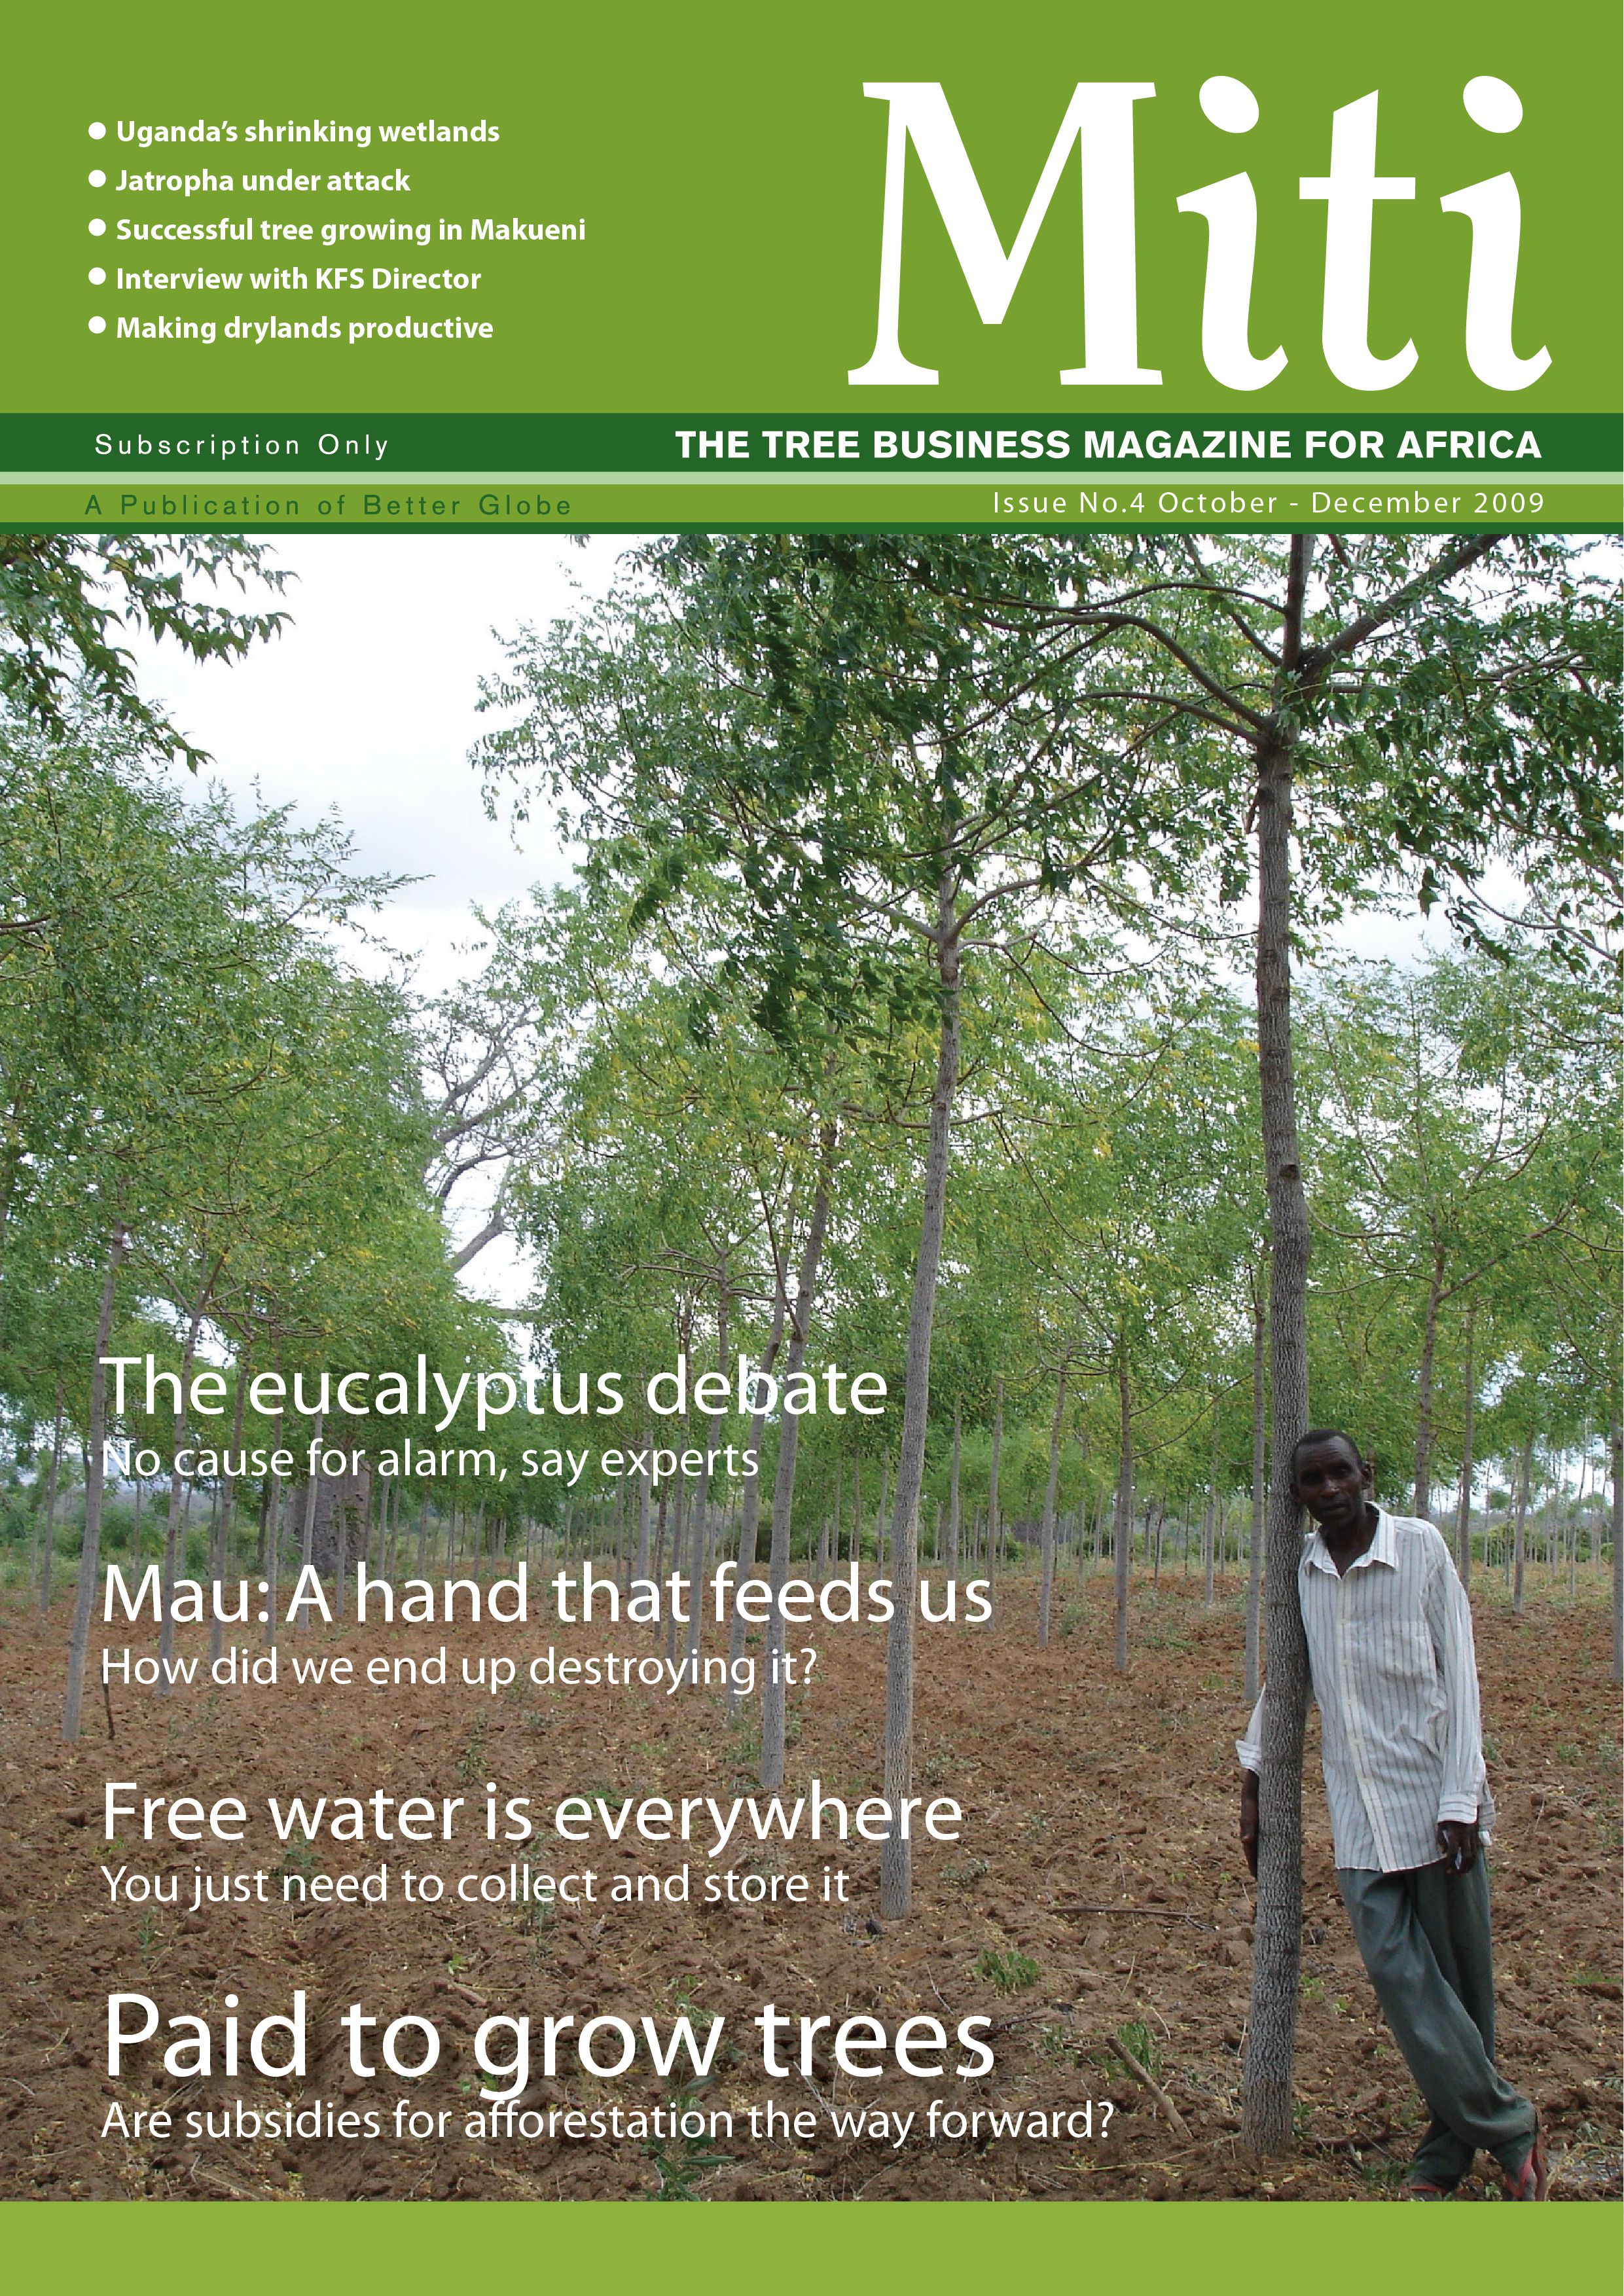 Miti
● Uganda's shrinking wetlands
● Jatropha under attack
● Successful tree growing in Makueni
● Interview with KFS Director
● Making drylands productive
Subscription Only
THE TREE BUSINESS MAGAZINE FOR AFRICA
A Publication of Better Globe
Issue No.4 October - December 2009
The eucalyptus debate
No cause for alarm, say experts
Mau: A hand that feeds us
How did we end up destroying it?
Free water is everywhere
You just need to collect and store it
Paid to grow trees
Are subsidies for afforestation the way forward?